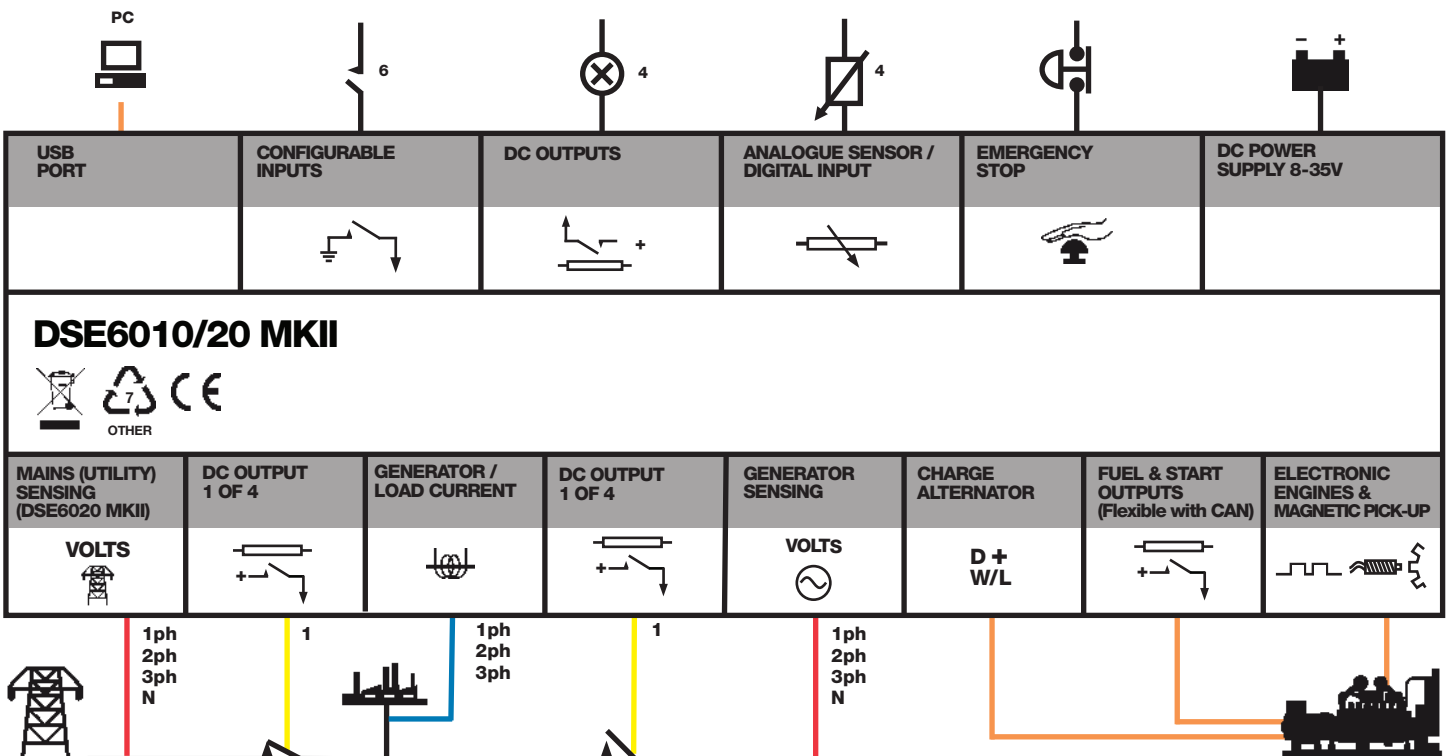 PC
6
4
4
– +
USB
PORT
CONFIGURABLE
INPUTS
DC OUTPUTS
ANALOGUE SENSOR /
DIGITAL INPUT
EMERGENCY
STOP
DC POWER
SUPPLY 8-35V
+
DSE6010/20 MKII
7
OTHER
CE
MAINS (UTILITY)
SENSING
(DSE6020 MKII)
DC OUTPUT
1 OF 4
GENERATOR /
LOAD CURRENT
DC OUTPUT
1 OF 4
GENERATOR
SENSING
CHARGE
ALTERNATOR
FUEL & START
OUTPUTS
(Flexible with CAN)
ELECTRONIC
ENGINES &
MAGNETIC PICK-UP
VOLTS
+
+
VOLTS
D +
W/L
+
1ph
2ph
3ph
N
1
1ph
2ph
3ph
1
1ph
2ph
3ph
N